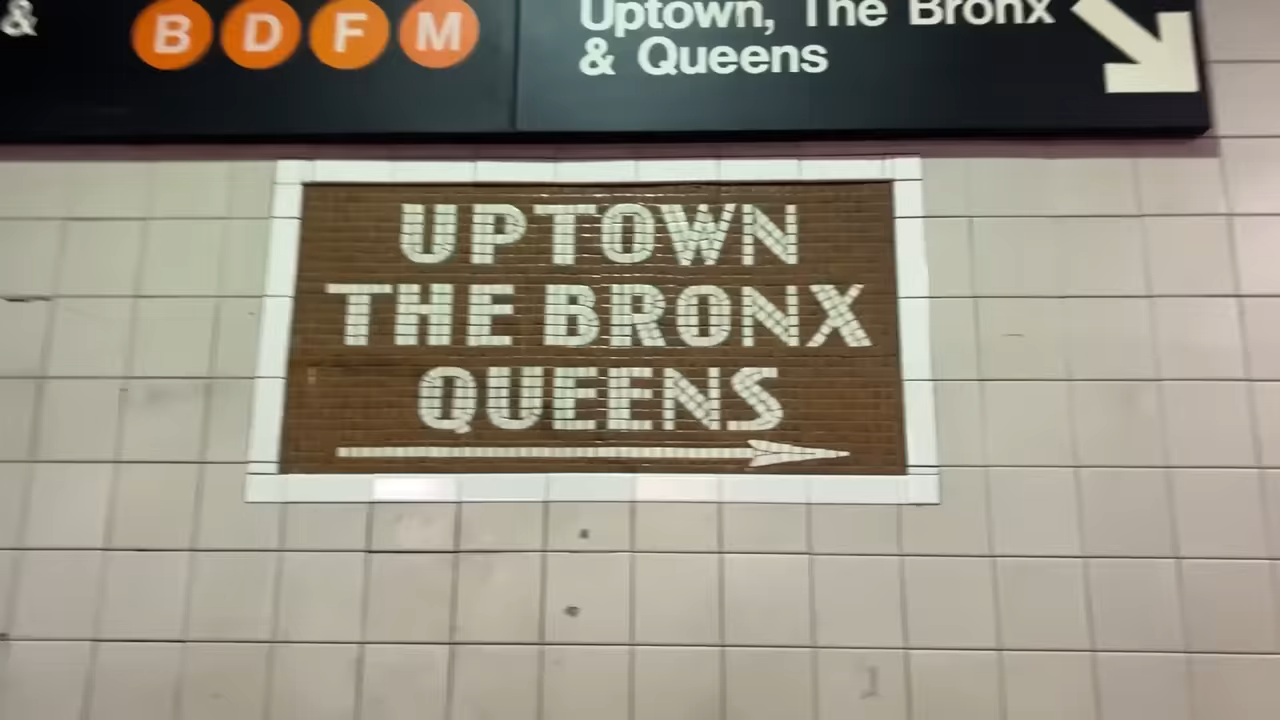 & B D F M Uptown, The Bronx
& Queens
UPTOWN
THE BRONX
QUEENS